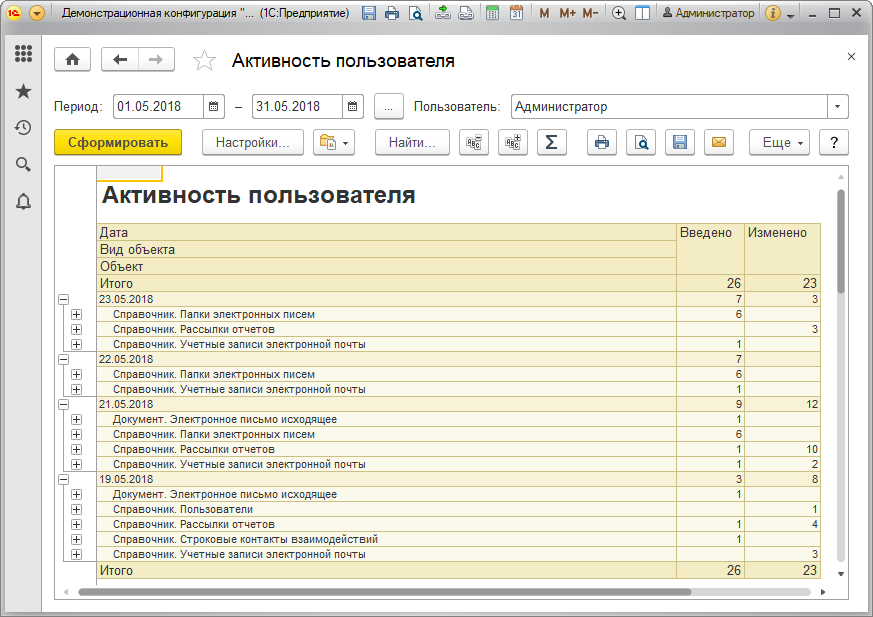 1С Демонстрационная конфигурация "... (1С:Предприятие) 31 M M+ M- Администратор
Активность пользователя
Период: 01.05.2018 – 31.05.2018 ... Пользователь: Администратор
Сформировать Настройки... Найти... Σ Еще ?
Активность пользователя
Дата Введено Изменено
Вид объекта
Объект
Итого 26 23
23.05.2018 7 3
Справочник. Папки электронных писем 6
Справочник. Рассылки отчетов 3
Справочник. Учетные записи электронной почты 1
22.05.2018 7
Справочник. Папки электронных писем 6
Справочник. Учетные записи электронной почты 1
21.05.2018 9 12
Документ. Электронное письмо исходящее 1
Справочник. Папки электронных писем 6
Справочник. Рассылки отчетов 1 10
Справочник. Учетные записи электронной почты 1 2
19.05.2018 3 8
Документ. Электронное письмо исходящее 1
Справочник. Пользователи 1
Справочник. Рассылки отчетов 1 4
Справочник. Строковые контакты взаимодействий 1
Справочник. Учетные записи электронной почты 3
Итого 26 23